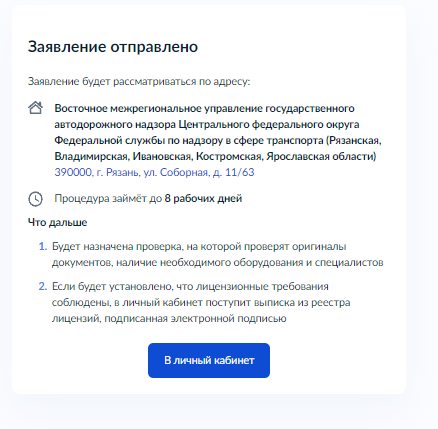 Заявление отправлено
Заявление будет рассматриваться по адресу:
Восточное межрегиональное управление государственного
автодорожного надзора Центрального федерального округа
Федеральной службы по надзору в сфере транспорта (Рязанская,
Владимирская, Ивановская, Костромская, Ярославская области)
390000, г. Рязань, ул. Соборная, д. 11/63
Процедура займёт до 8 рабочих дней
Что дальше
1. Будет назначена проверка, на которой проверят оригиналы
документов, наличие необходимого оборудования и специалистов
2. Если будет установлено, что лицензионные требования
соблюдены, в личный кабинет поступит выписка из реестра
лицензий, подписанная электронной подписью
В личный кабинет